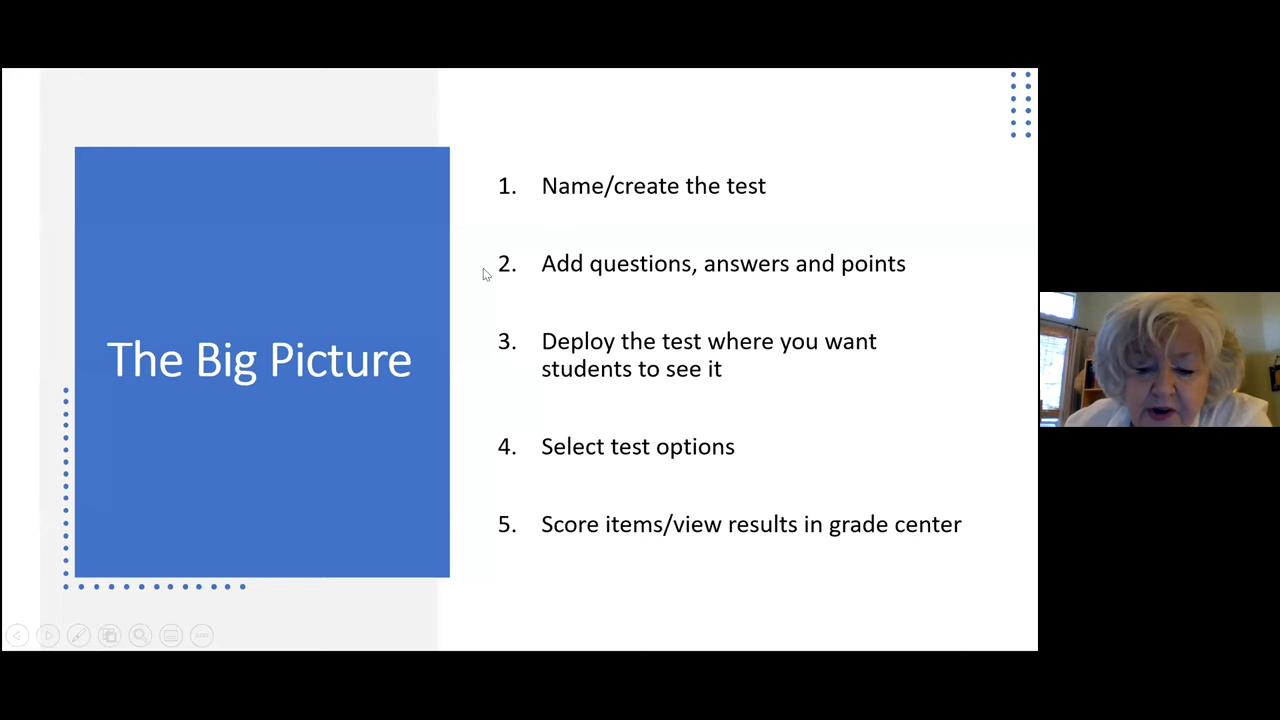 The Big Picture
1. Name/create the test
2. Add questions, answers and points
3. Deploy the test where you want
students to see it
4. Select test options
5. Score items/view results in grade center